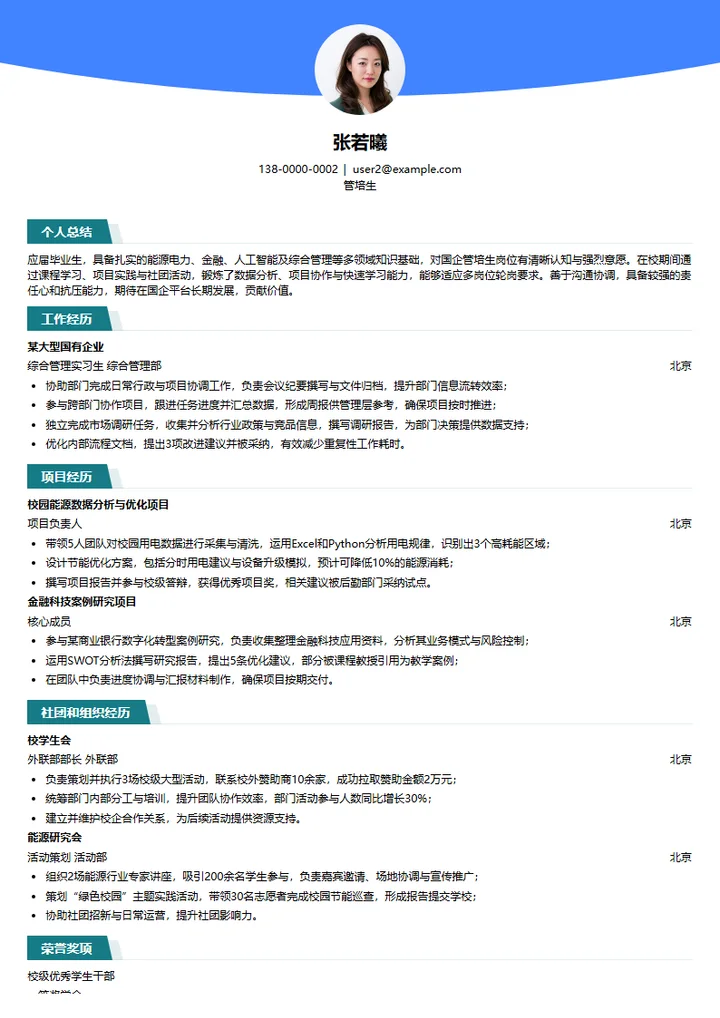 张若曦
138-0000-0002 | user2@example.com
管培生
个人总结
应届毕业生，具备扎实的能源电力、金融、人工智能及综合管理等多领域知识基础，对国企管培生岗位有清晰认知与强烈意愿。在校期间通
过课程学习、项目实践与社团活动，锻炼了数据分析、项目协作与快速学习能力，能够适应多岗位轮岗要求。善于沟通协调，具备较强的责
任心和抗压能力，期待在国企平台长期发展，贡献价值。
工作经历
某大型国有企业
综合管理实习生 综合管理部 北京
• 协助部门完成日常行政与项目协调工作，负责会议纪要撰写与文件归档，提升部门信息流转效率；
• 参与跨部门协作项目，跟进任务进度并汇总数据，形成周报供管理层参考，确保项目按时推进；
• 独立完成市场调研任务，收集并分析行业政策与竞品信息，撰写调研报告，为部门决策提供数据支持；
• 优化内部流程文档，提出3项改进建议并被采纳，有效减少重复性工作耗时。
项目经历
校园能源数据分析与优化项目
项目负责人 北京
• 带领5人团队对校园用电数据进行采集与清洗，运用Excel和Python分析用电规律，识别出3个高耗能区域；
• 设计节能优化方案，包括分时用电建议与设备升级模拟，预计可降低10%的能源消耗；
• 撰写项目报告并参与校级答辩，获得优秀项目奖，相关建议被后勤部门采纳试点。
金融科技案例研究项目
核心成员 北京
• 参与某商业银行数字化转型案例研究，负责收集整理金融科技应用资料，分析其业务模式与风险控制；
• 运用SWOT分析法撰写研究报告，提出5条优化建议，部分被课程教授引用为教学案例；
• 在团队中负责进度协调与汇报材料制作，确保项目按期交付。
社团和组织经历
校学生会
外联部部长 外联部 北京
• 负责策划并执行3场校级大型活动，联系校外赞助商10余家，成功拉取赞助金额2万元；
• 统筹部门内部分工与培训，提升团队协作效率，部门活动参与人数同比增长30%；
• 建立并维护校企合作关系，为后续活动提供资源支持。
能源研究会
活动策划 活动部 北京
• 组织2场能源行业专家讲座，吸引200余名学生参与，负责嘉宾邀请、场地协调与宣传推广；
• 策划“绿色校园”主题实践活动，带领30名志愿者完成校园节能巡查，形成报告提交学校；
• 协助社团招新与日常运营，提升社团影响力。
荣誉奖项
校级优秀学生干部